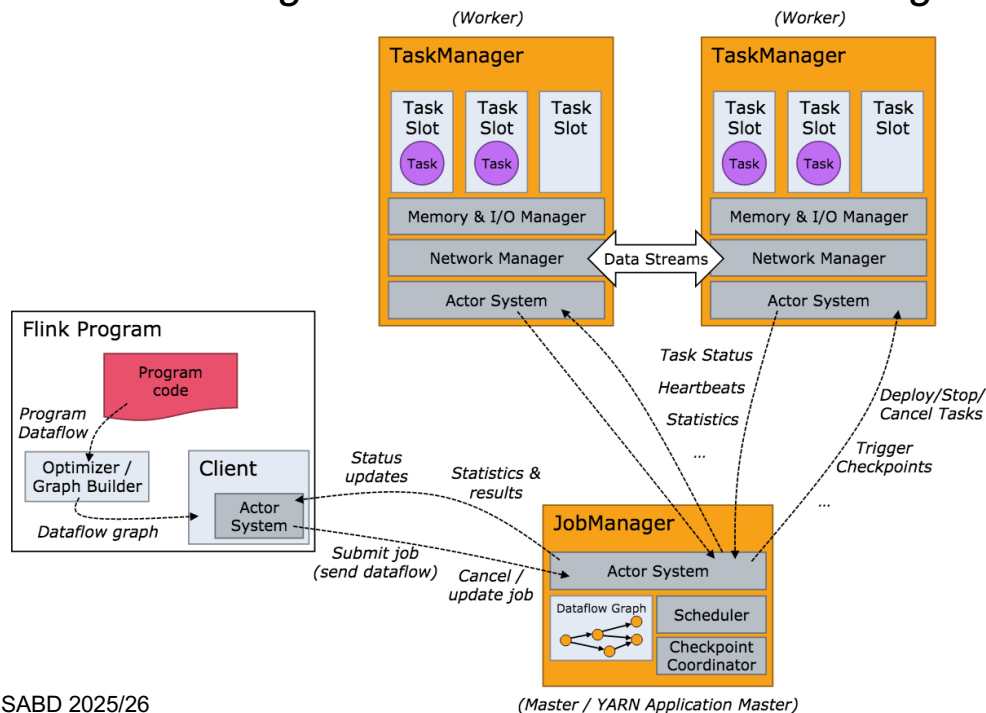 (Worker)
(Worker)
TaskManager
Task
Slot
Task
Task
Slot
Task
Task
Slot
Memory & I/O Manager
Network Manager
Actor System
TaskManager
Task
Slot
Task
Task
Slot
Task
Task
Slot
Memory & I/O Manager
Network Manager
Actor System
Data Streams
Flink Program
Program
code
Program
Dataflow
Optimizer /
Graph Builder
Dataflow graph
Client
Actor
System
Status
updates
Statistics &
results
Submit job
(send dataflow)
Cancel /
update job
Task Status
Heartbeats
Statistics
...
Deploy/Stop/
Cancel Tasks
Trigger
Checkpoints
...
JobManager
Actor System
Dataflow Graph
Scheduler
Checkpoint
Coordinator
(Master / YARN Application Master)
SABD 2025/26